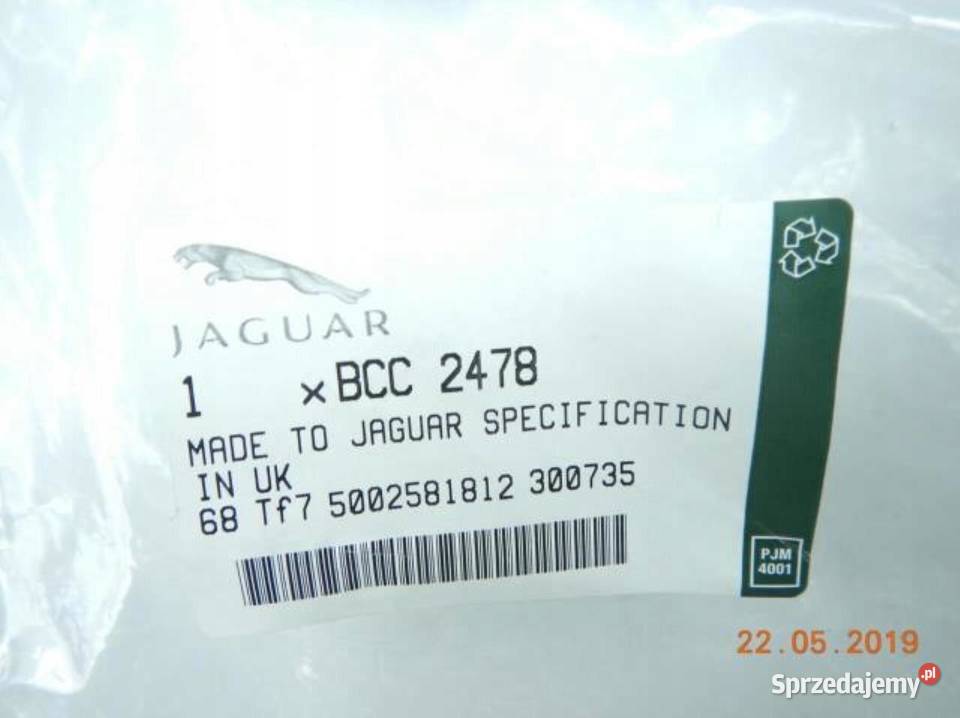 JAGUAR
1 xBCC 2478
MADE TO JAGUAR SPECIFICATION
IN UK
68 Tf7 5002581812 300735
PJM
4001
22.05.2019
Sprzedajemy.pl